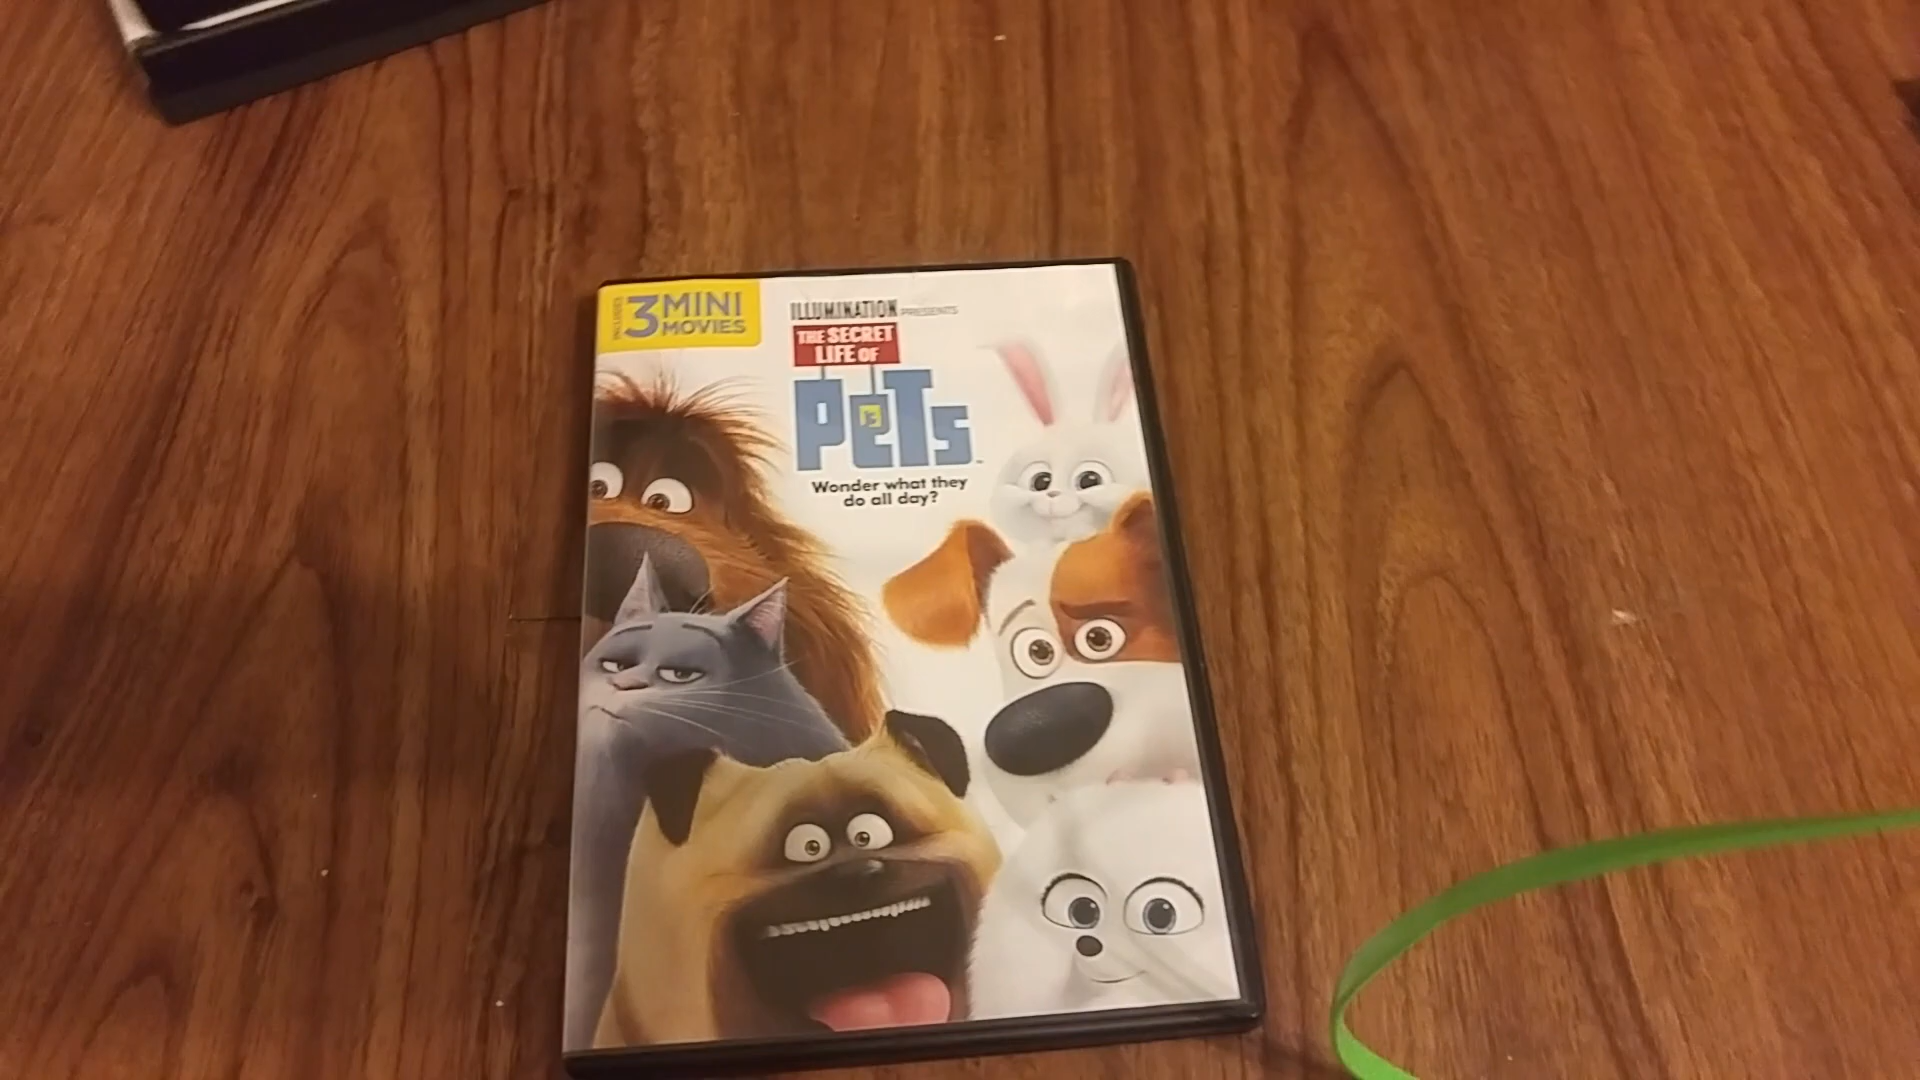 INCLUDES
3 MINI
MOVIES
ILLUMINATION PRESENTS
THE SECRET
LIFE OF
PETS
Wonder what they
do all day?